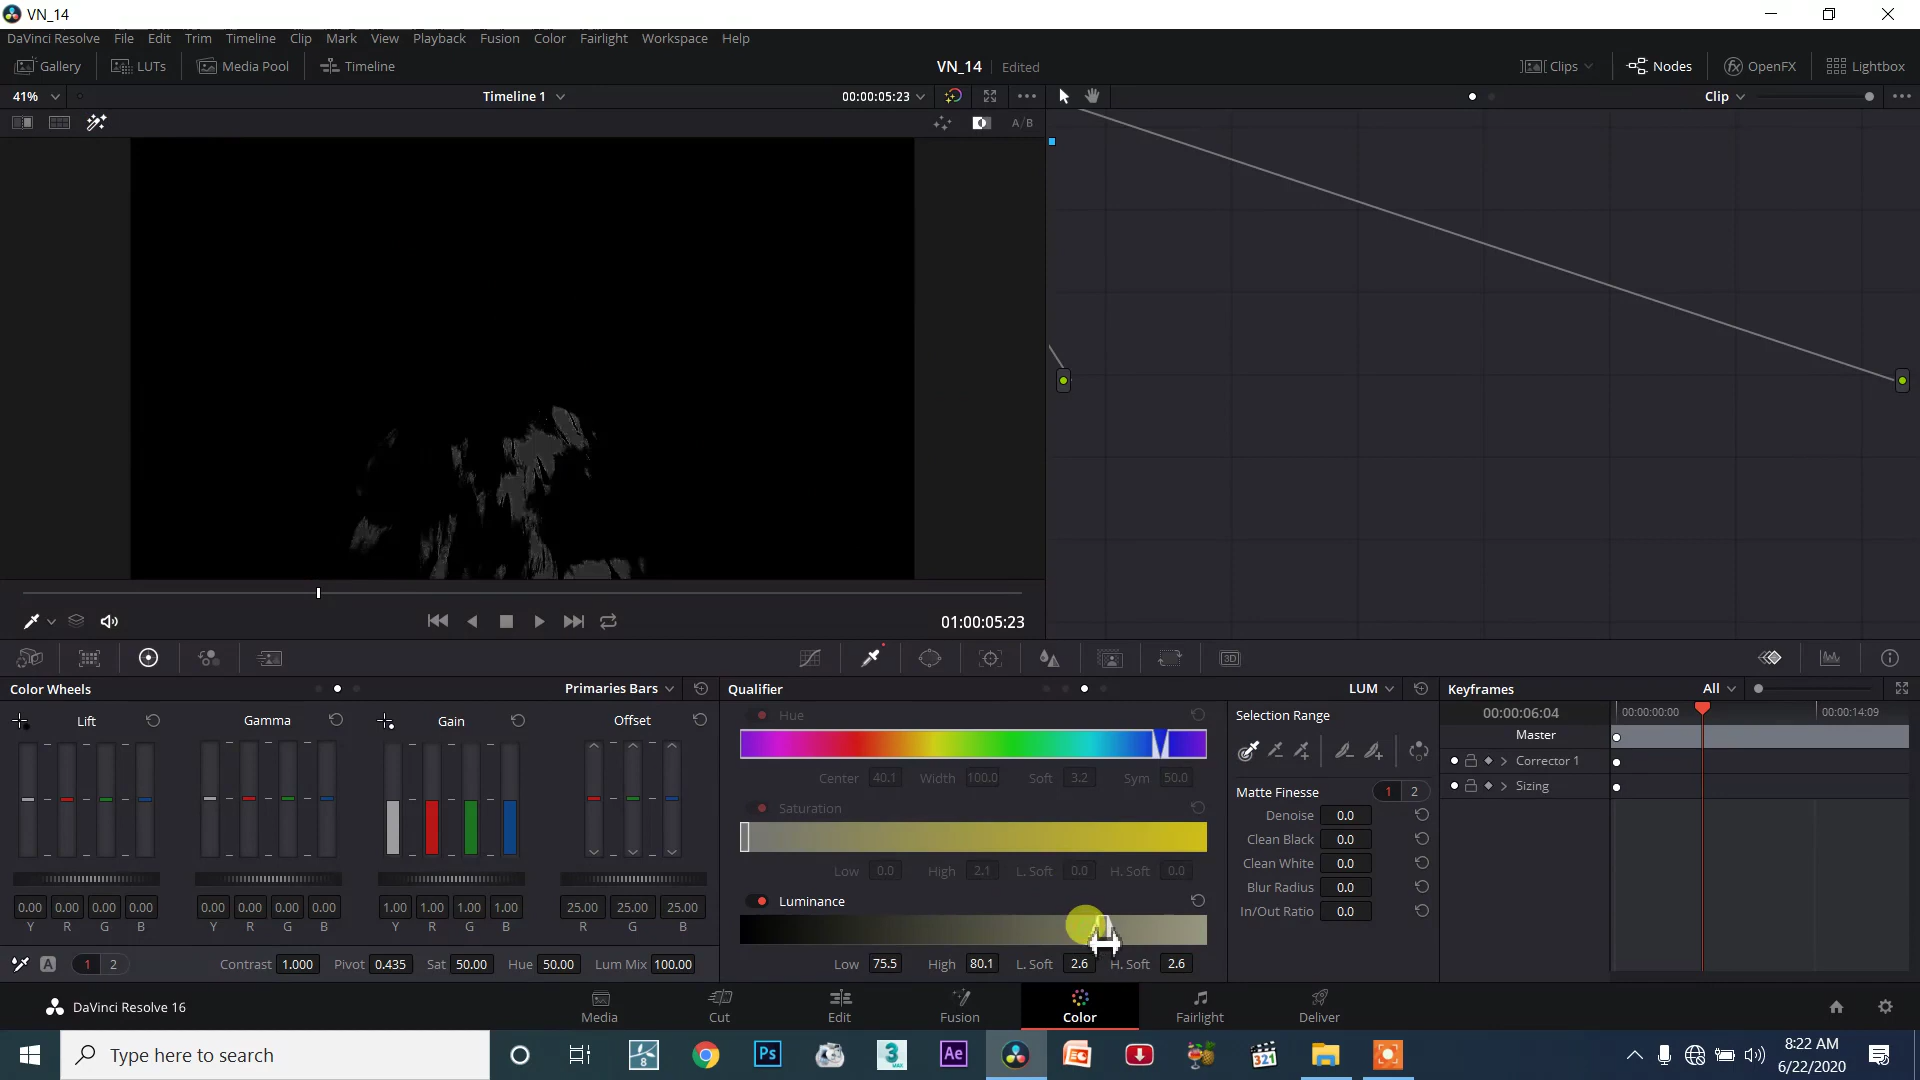 VN_14
DaVinci Resolve File Edit Trim Timeline Clip Mark View Playback Fusion Color Fairlight Workspace Help
Gallery LUTs Media Pool Timeline VN_14 Edited Clips Nodes OpenFX Lightbox
41% Timeline 1 00:00:05:23 Clip
A/B
01:00:05:23
3D
Color Wheels Primaries Bars Qualifier LUM Keyframes All
Lift Gamma Gain Offset Hue Selection Range 00:00:06:04 00:00:00:00 00:00:14:09
Master
Corrector 1
Center 40.1 Width 100.0 Soft 3.2 Sym 50.0
Sizing
Matte Finesse 1 2
Saturation
Denoise 0.0
Clean Black 0.0
Clean White 0.0
Low 0.0 High 2.1 L. Soft 0.0 H. Soft 0.0
Blur Radius 0.0
Luminance
In/Out Ratio 0.0
0.00 0.00 0.00 0.00 0.00 0.00 0.00 0.00 1.00 1.00 1.00 1.00 25.00 25.00 25.00
Y R G B Y R G B Y R G B R G B
A 1 2 Contrast 1.000 Pivot 0.435 Sat 50.00 Hue 50.00 Lum Mix 100.00
Low 75.5 High 80.1 L. Soft 2.6 H. Soft 2.6
DaVinci Resolve 16 Media Cut Edit Fusion Color Fairlight Deliver
Type here to search
8
Ps
3
MAX
Ae
321
8:22 AM
6/22/2020